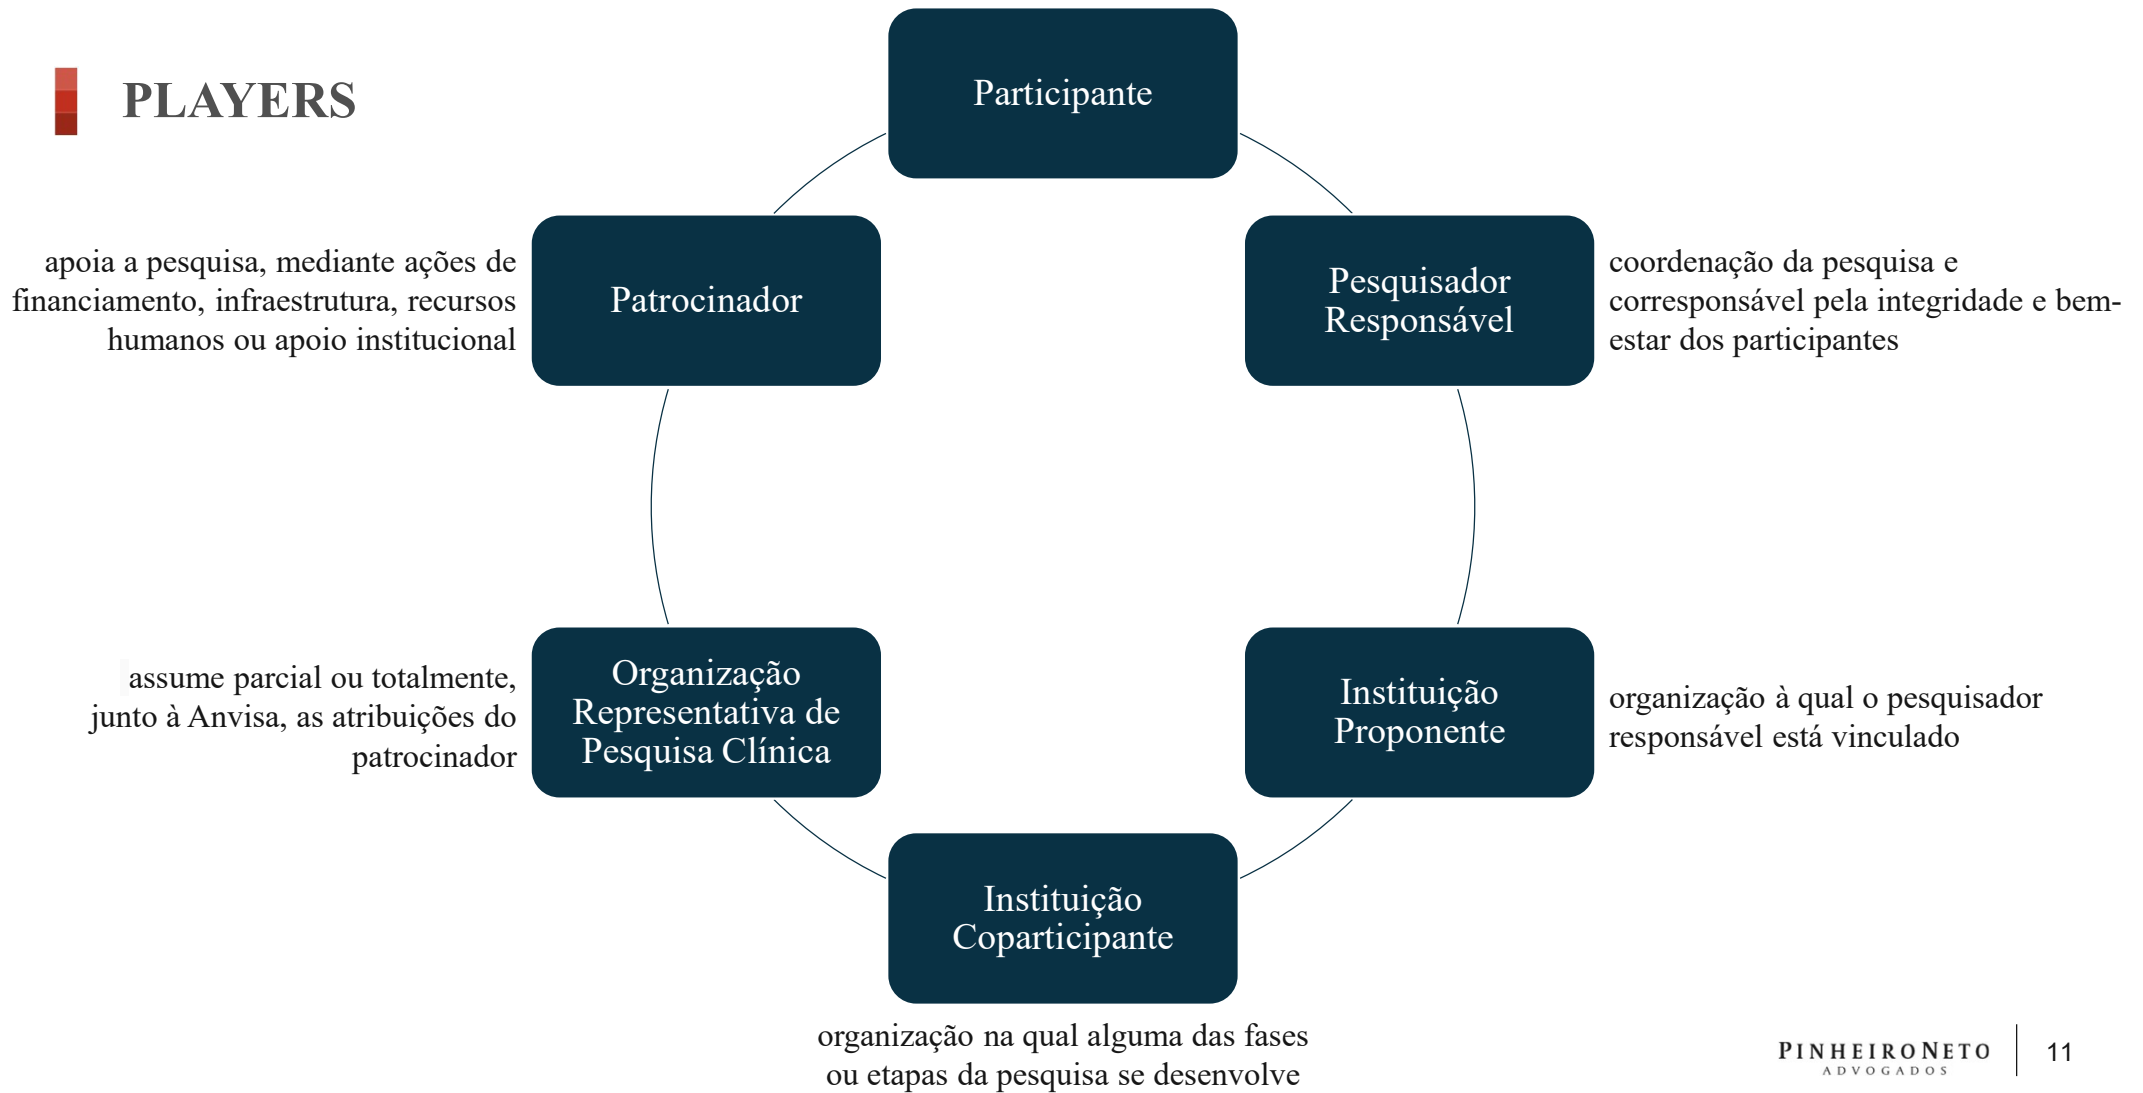 PLAYERS
Participante
Patrocinador
apoia a pesquisa, mediante ações de
financiamento, infraestrutura, recursos
humanos ou apoio institucional
Pesquisador
Responsável
coordenação da pesquisa e
corresponsável pela integridade e bem-
estar dos participantes
Organização
Representativa de
Pesquisa Clínica
assume parcial ou totalmente,
junto à Anvisa, as atribuições do
patrocinador
Instituição
Proponente
organização à qual o pesquisador
responsável está vinculado
Instituição
Coparticipante
organização na qual alguma das fases
ou etapas da pesquisa se desenvolve
PINHEIRO NETO
ADVOGADOS
11